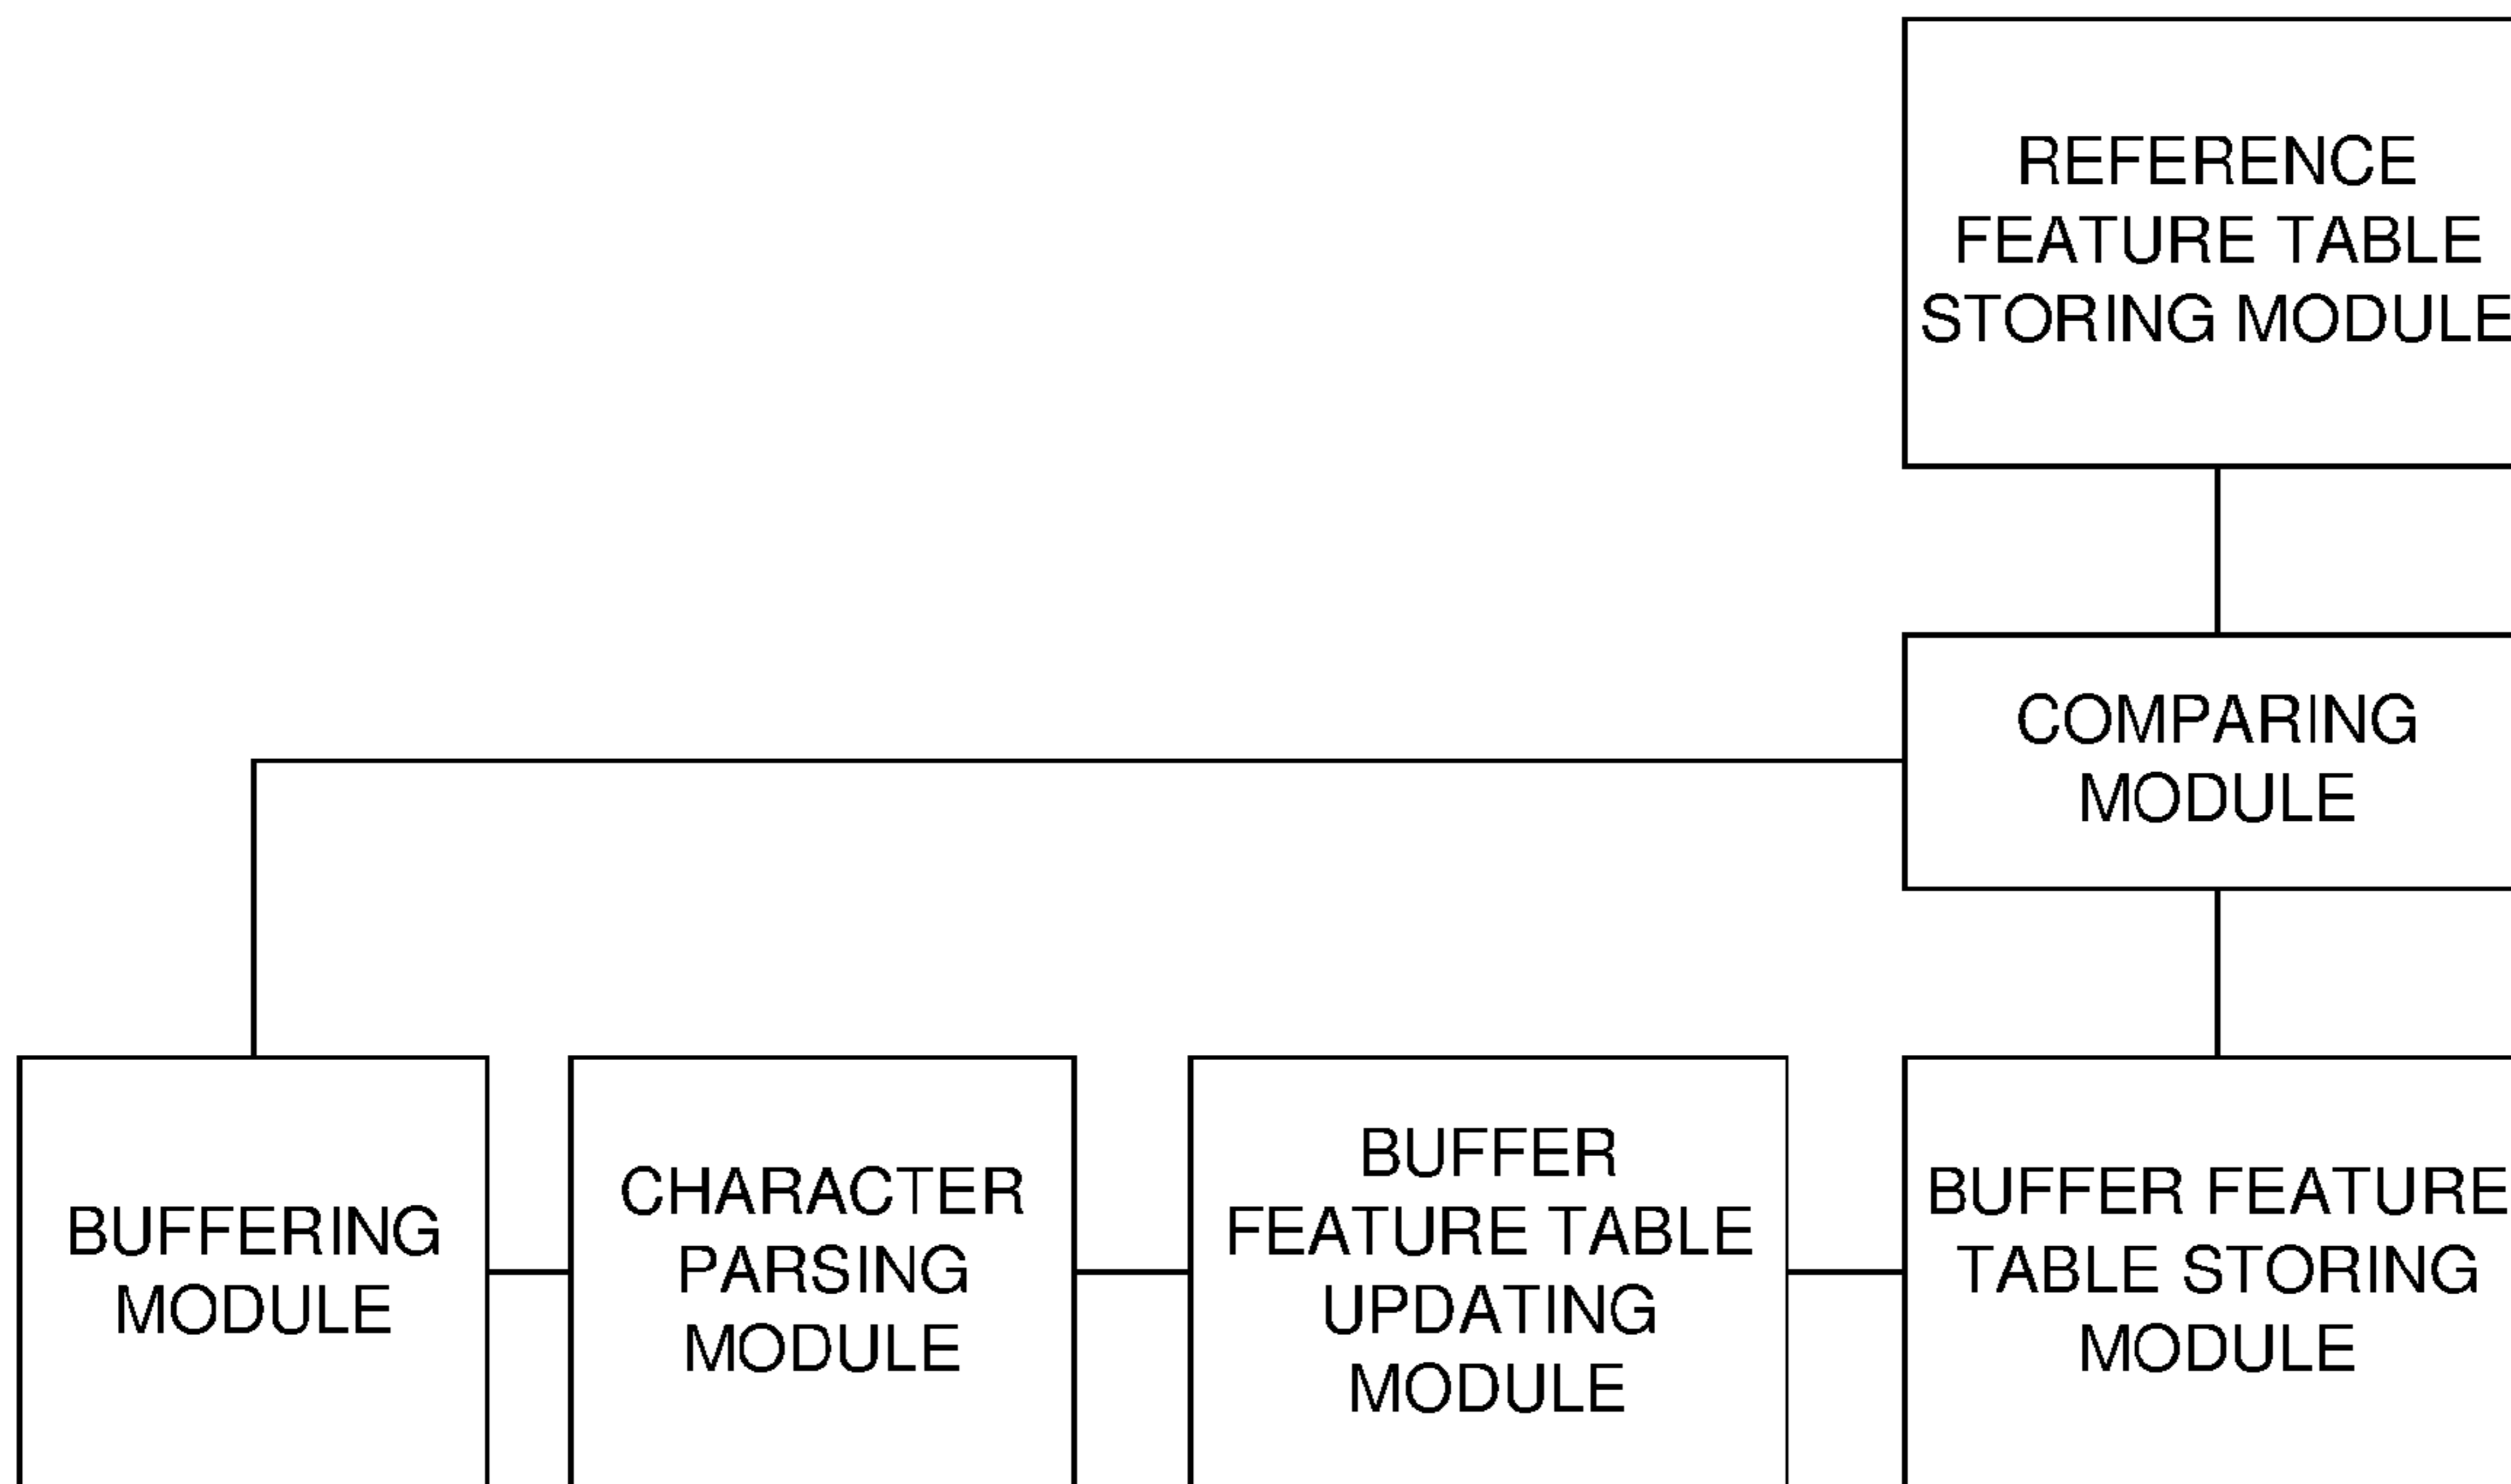 REFERENCE
FEATURE TABLE
STORING MODULE
COMPARING
MODULE
BUFFERING
MODULE
CHARACTER
PARSING
MODULE
BUFFER
FEATURE TABLE
UPDATING
MODULE
BUFFER FEATURE
TABLE STORING
MODULE